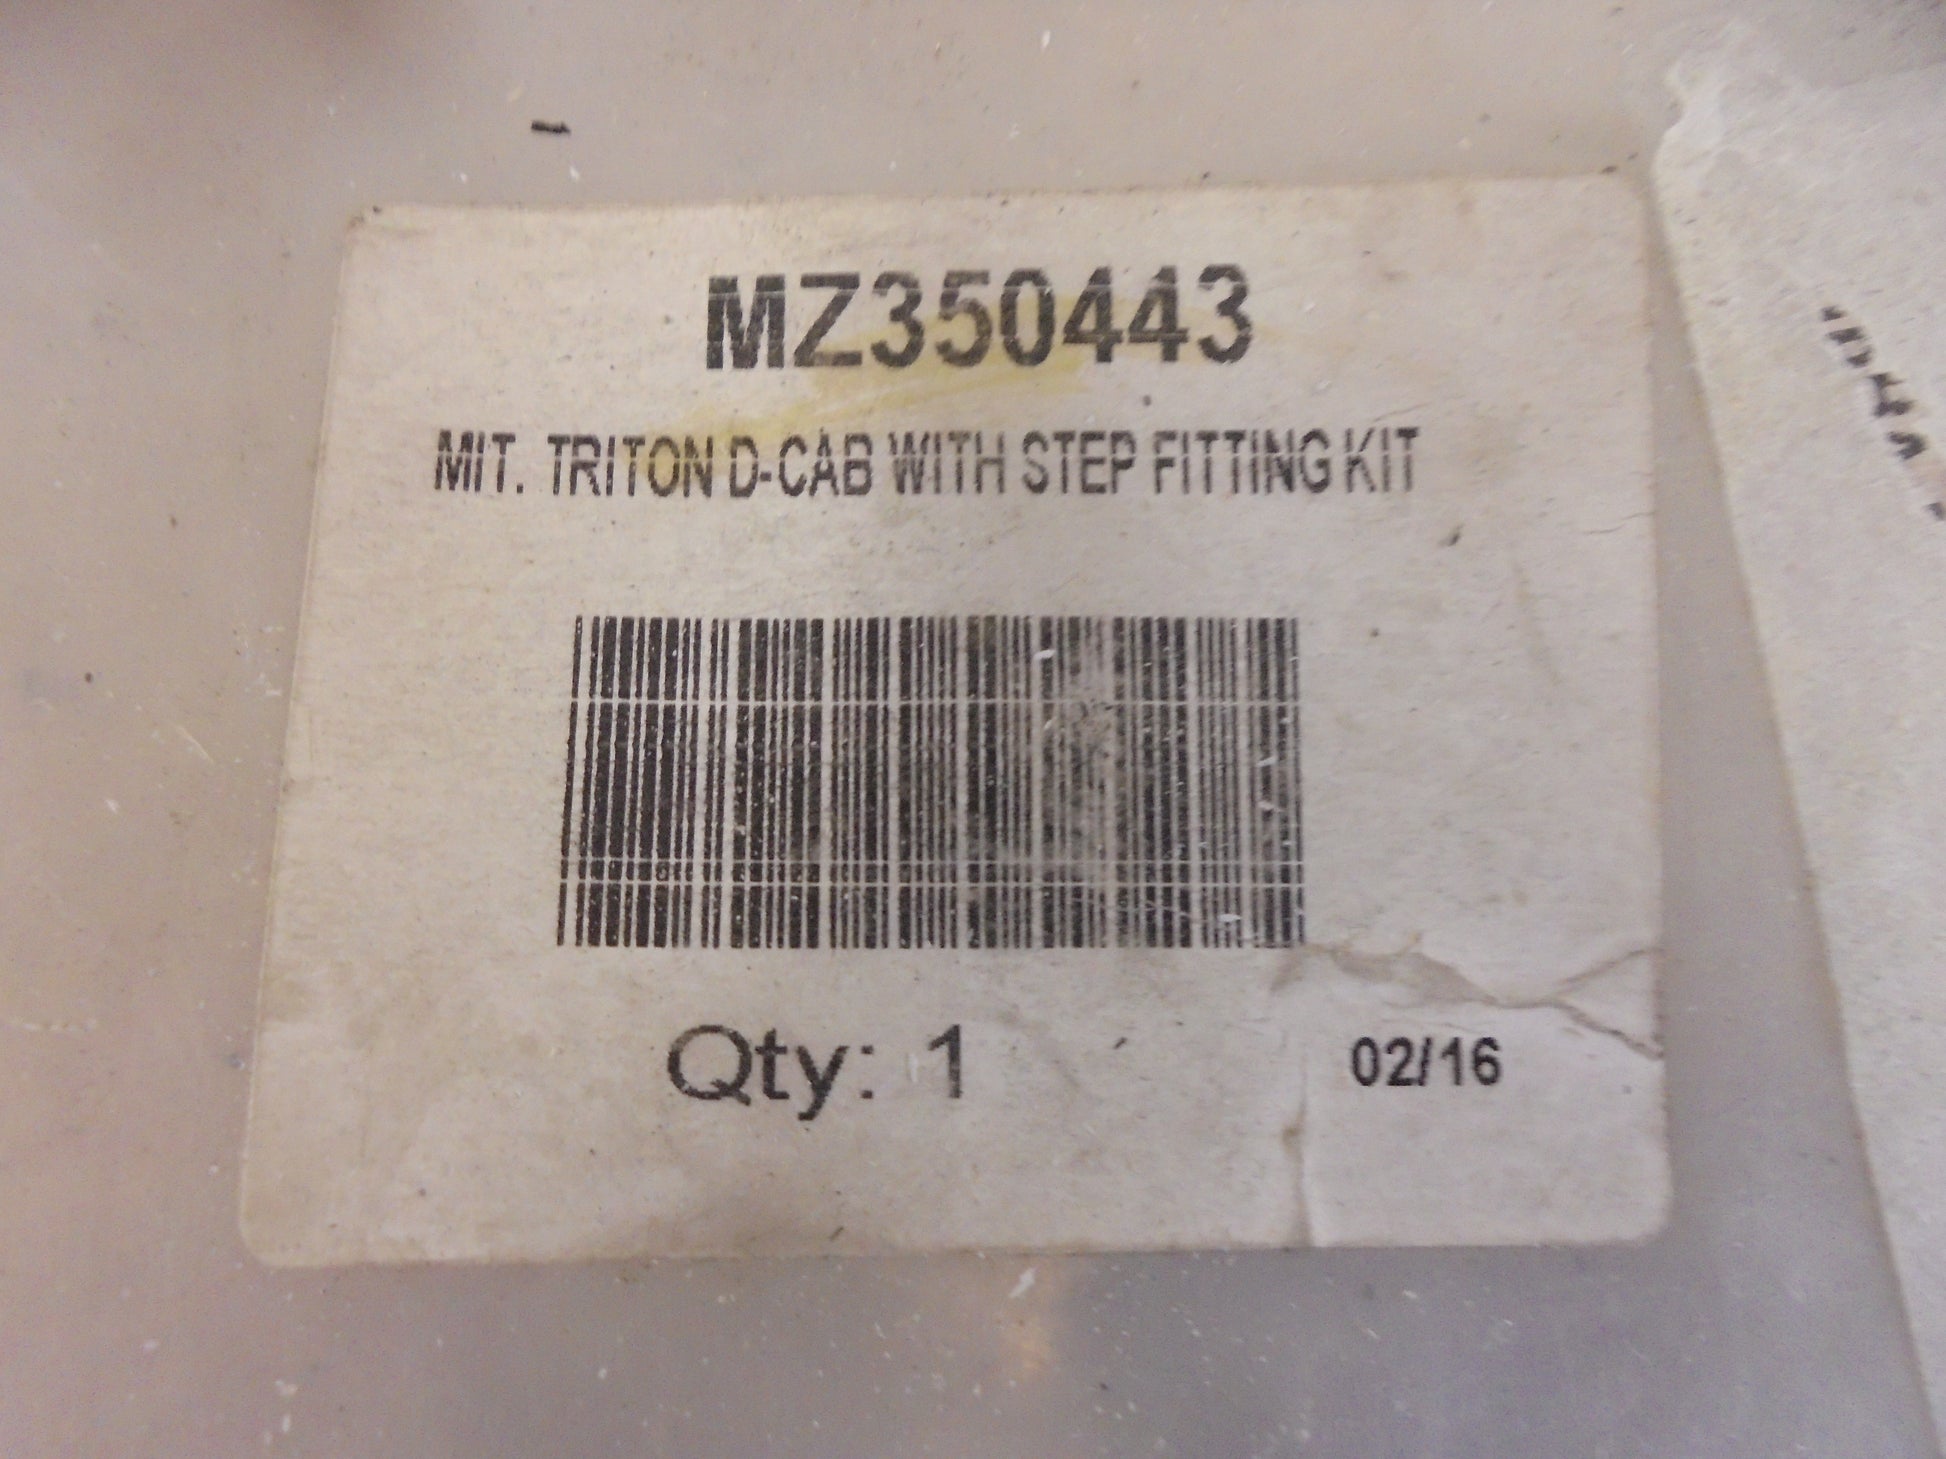 MZ350443
MIT. TRITON D-CAB WITH STEP FITTING KIT
Qty: 1
02/16